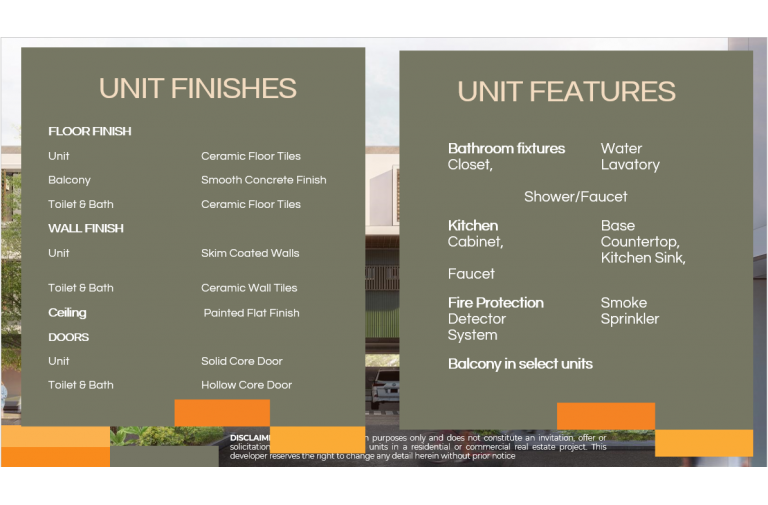 UNIT FINISHES
FLOOR FINISH
Unit Ceramic Floor Tiles
Balcony Smooth Concrete Finish
Toilet & Bath Ceramic Floor Tiles
WALL FINISH
Unit Skim Coated Walls
Toilet & Bath Ceramic Wall Tiles
Ceiling Painted Flat Finish
DOORS
Unit Solid Core Door
Toilet & Bath Hollow Core Door
UNIT FEATURES
Bathroom fixtures Water
Closet, Lavatory
Shower/Faucet
Kitchen Base
Cabinet, Countertop,
Kitchen Sink,
Faucet
Fire Protection Smoke
Detector Sprinkler
System
Balcony in select units
purposes only and does not constitute an invitation, offer or
solicitation units in a residential or commercial real estate project. This
developer reserves the right to change any detail herein without prior notice